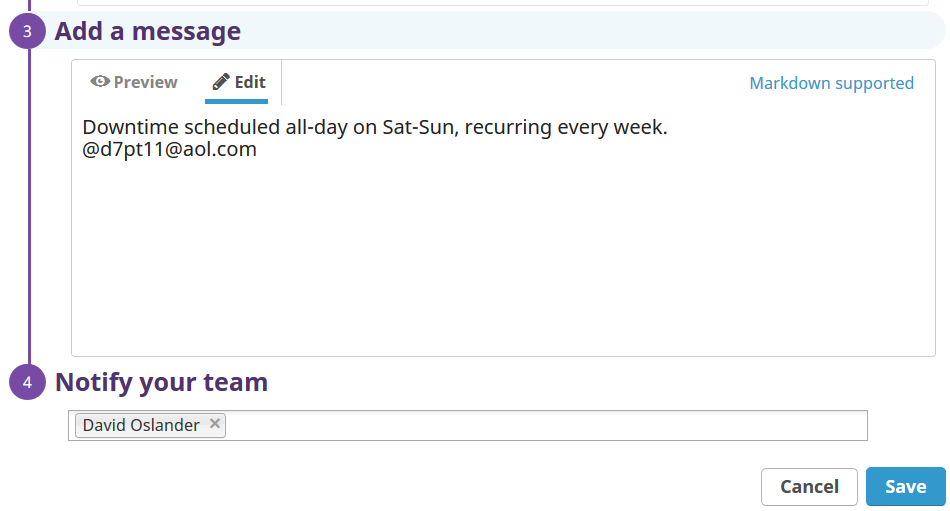 3 Add a message
Preview Edit Markdown supported
Downtime scheduled all-day on Sat-Sun, recurring every week.
@d7pt11@aol.com
4 Notify your team
David Oslander ×
Cancel Save